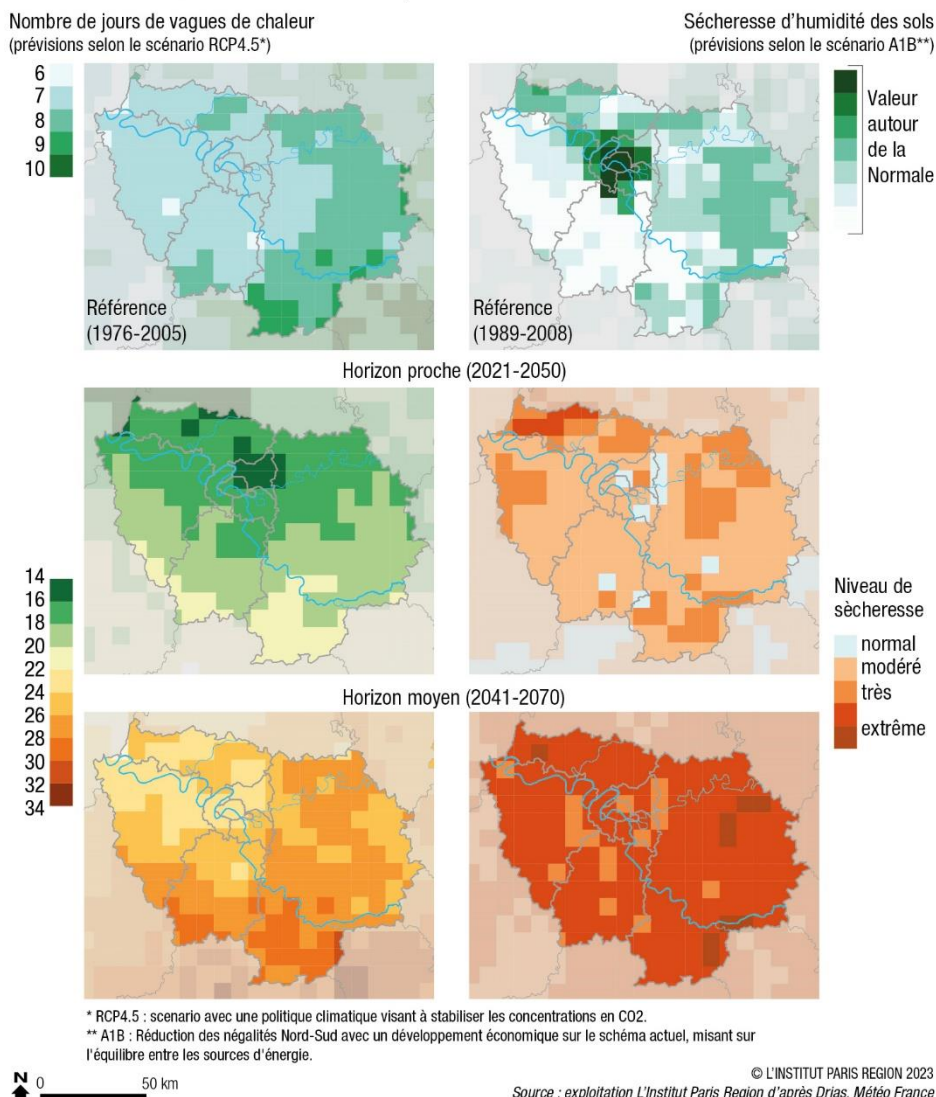 Nombre de jours de vagues de chaleur
(prévisions selon le scénario RCP4.5*)
Sécheresse d'humidité des sols
(prévisions selon le scénario A1B**)
6
7
8
9
10
Référence
(1976-2005)
Valeur
autour
de la
Normale
Référence
(1989-2008)
Horizon proche (2021-2050)
14
16
18
20
22
24
26
28
30
32
34
Niveau de
sècheresse
normal
modéré
très
extrême
Horizon moyen (2041-2070)
* RCP4.5 : scenario avec une politique climatique visant à stabiliser les concentrations en CO2.
** A1B : Réduction des négalités Nord-Sud avec un développement économique sur le schéma actuel, misant sur
l'équilibre entre les sources d'énergie.
N
0 50 km
© L'INSTITUT PARIS REGION 2023
Source : exploitation L'Institut Paris Region d'après Drias, Météo France